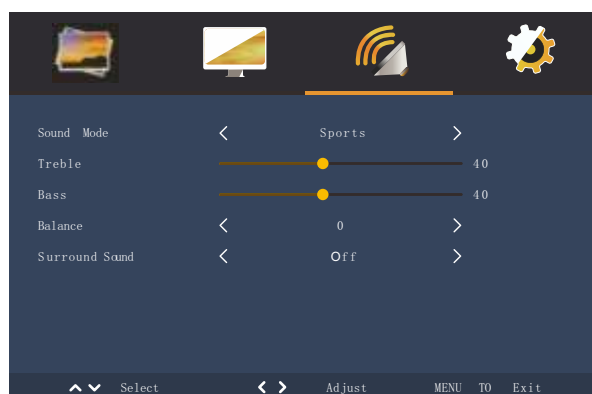 Sound Mode Sports
Treble 40
Bass 40
Balance 0
Surround Sound Off
Select Adjust MENU TO Exit